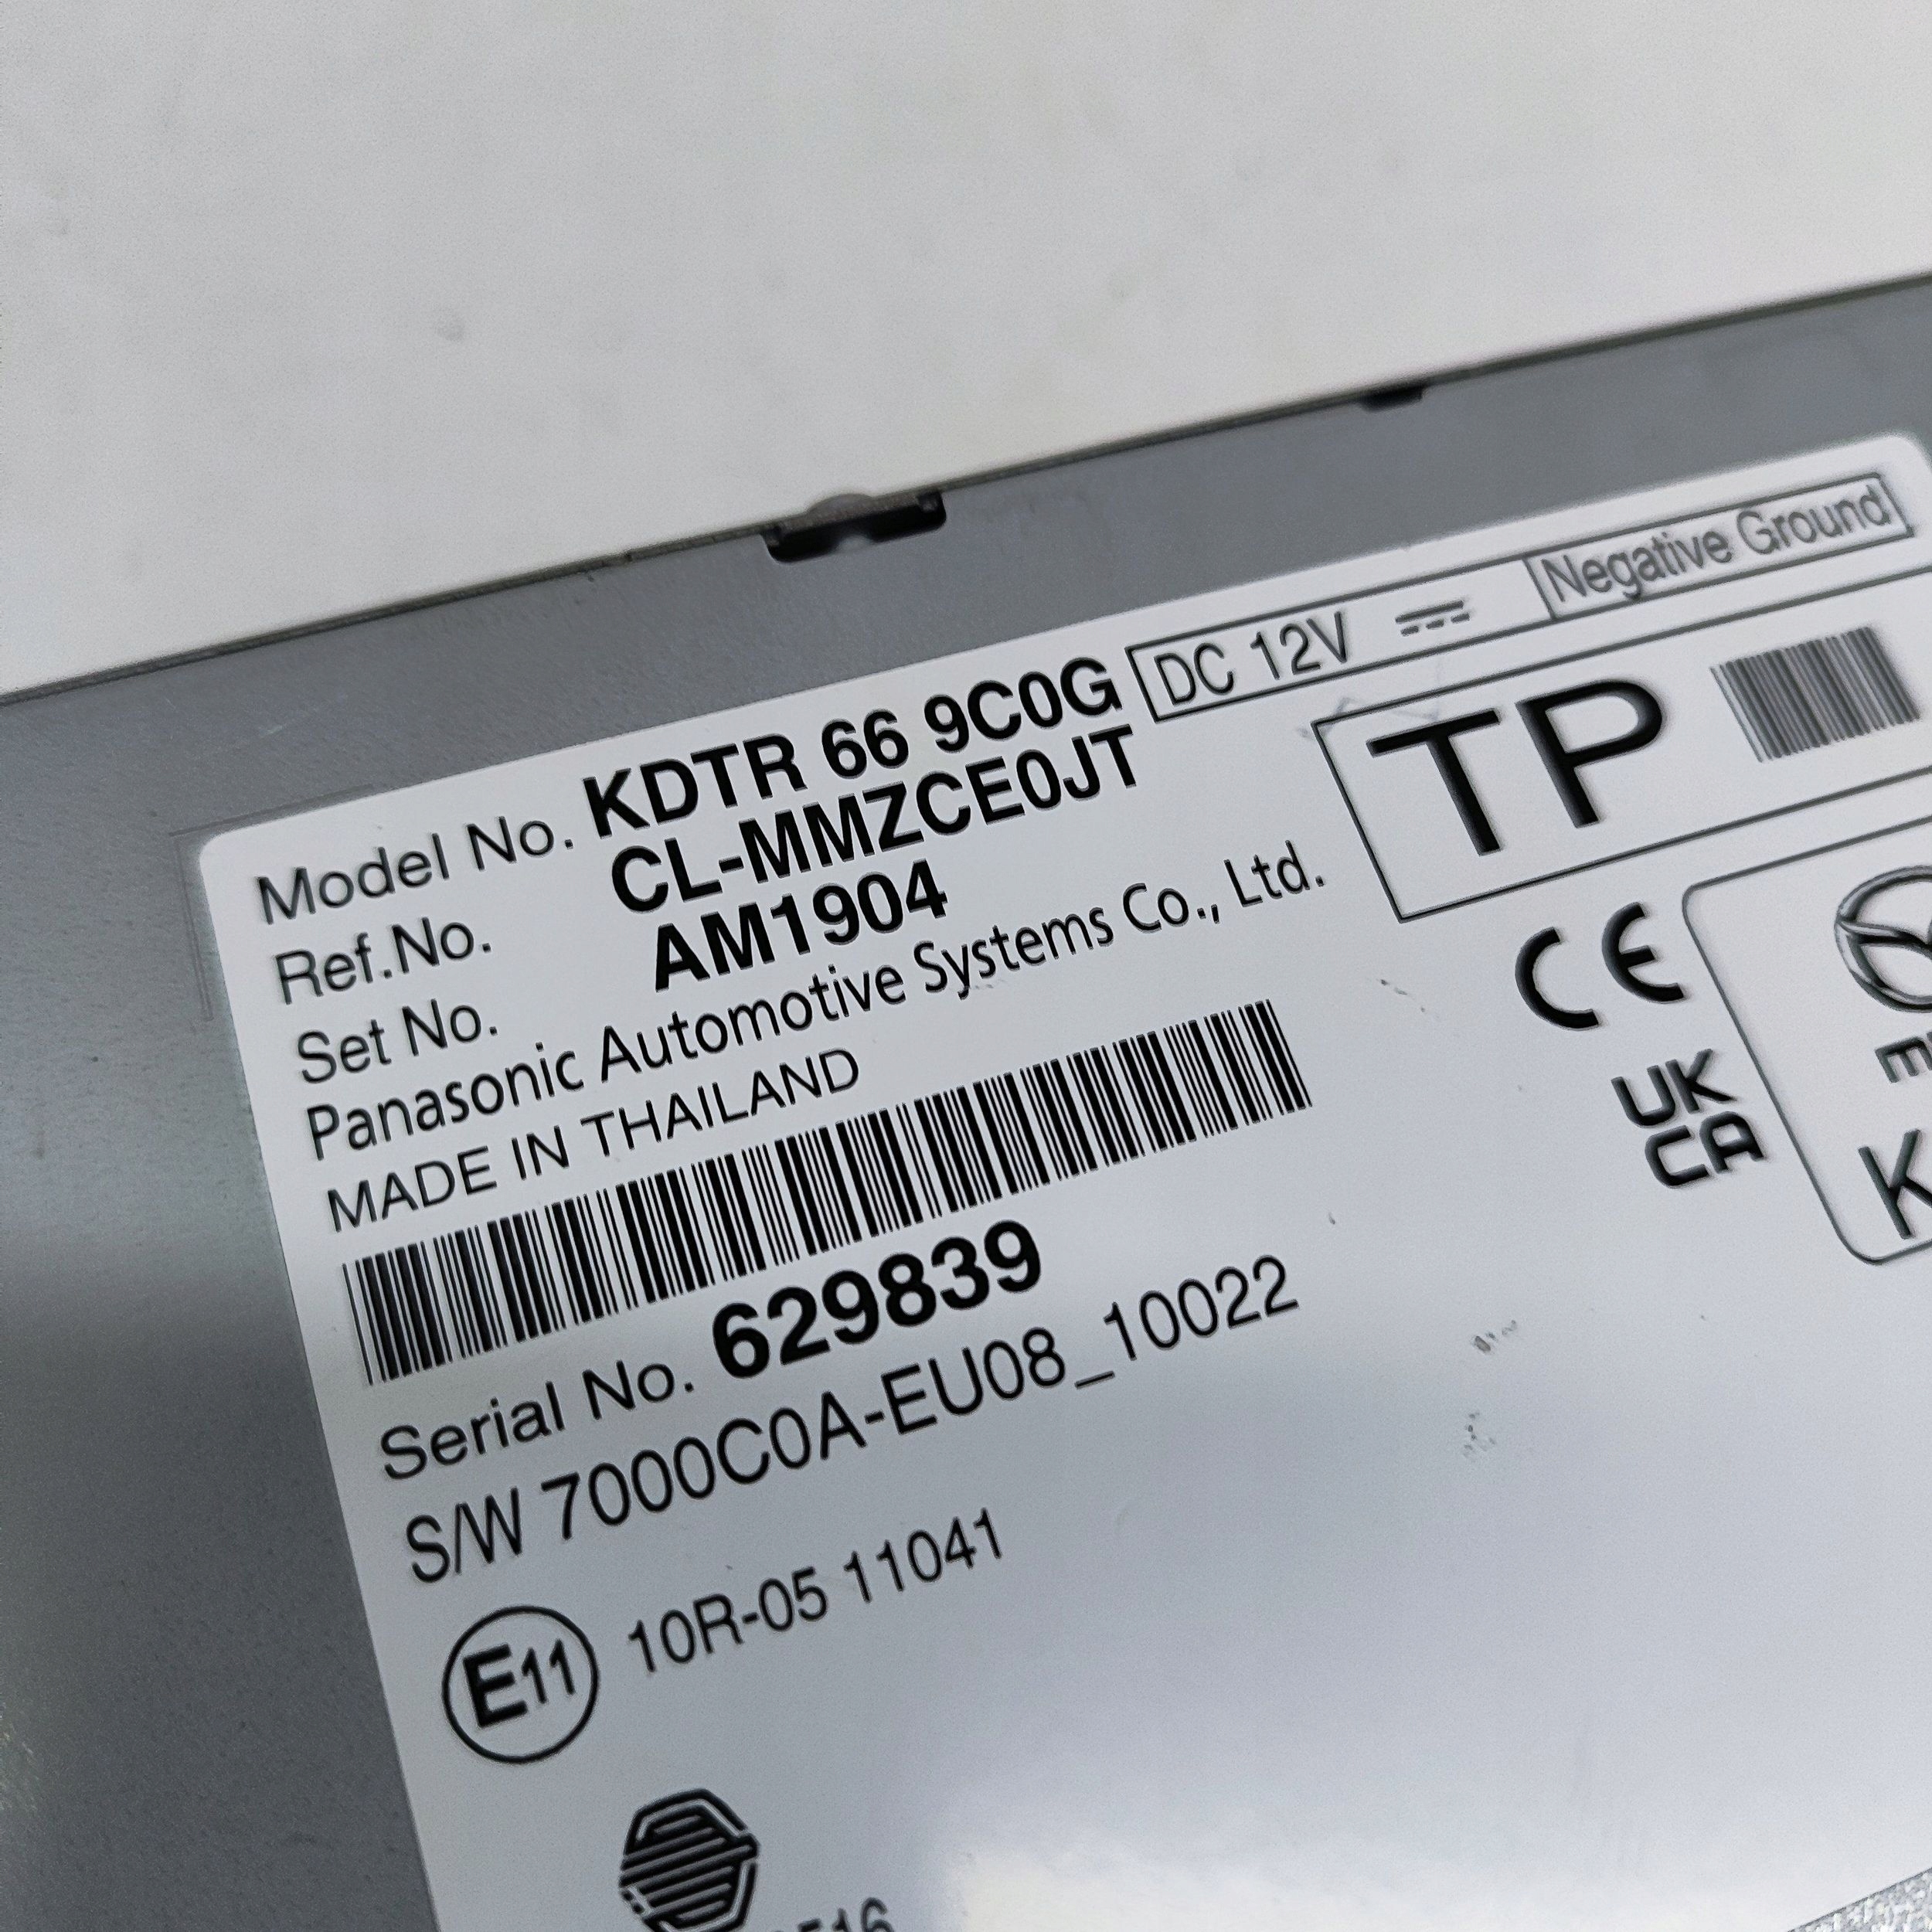 Model No. KDTR 66 9C0G
DC 12V
Negative Ground
Ref.No. CL-MMZCE0JT
Set No. AM1904
TP
Panasonic Automotive Systems Co., Ltd.
MADE IN THAILAND
CE
UK
CA
K
Serial No. 629839
S/W 7000C0A-EU08_10022
E11 10R-05 11041